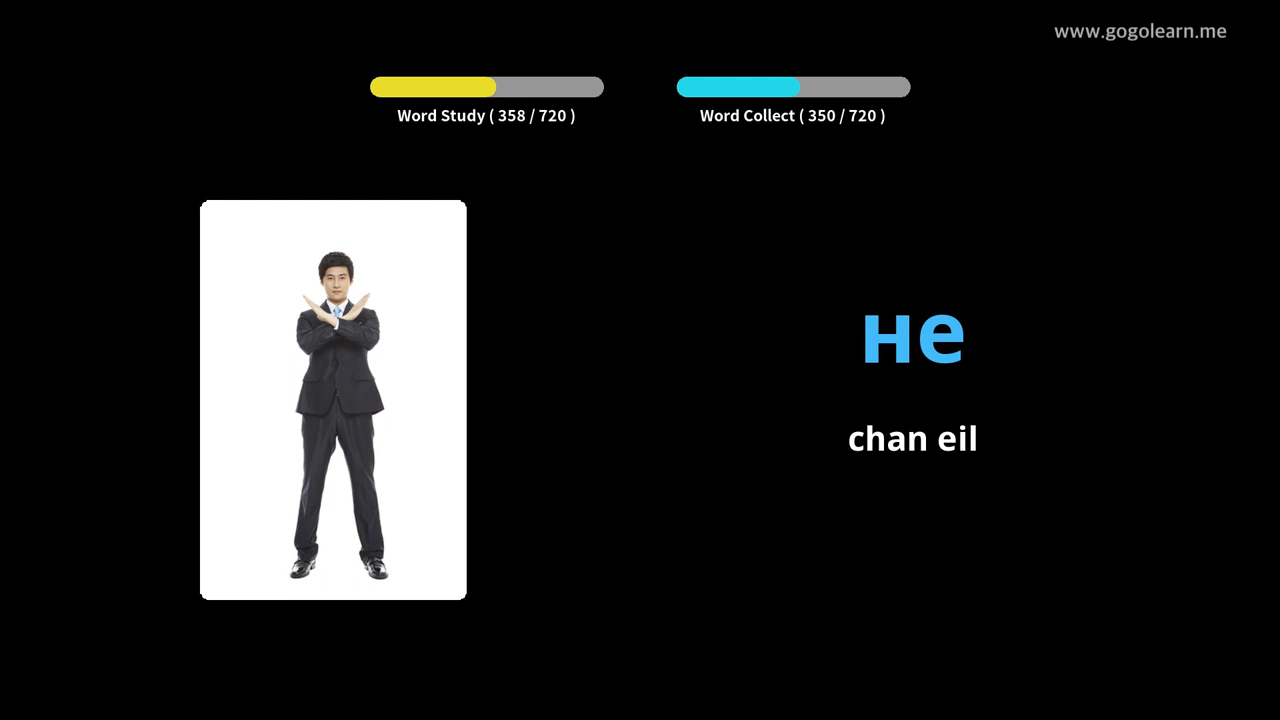 www.gogolearn.me
Word Study ( 358 / 720 )
Word Collect ( 350 / 720 )
не
chan eil